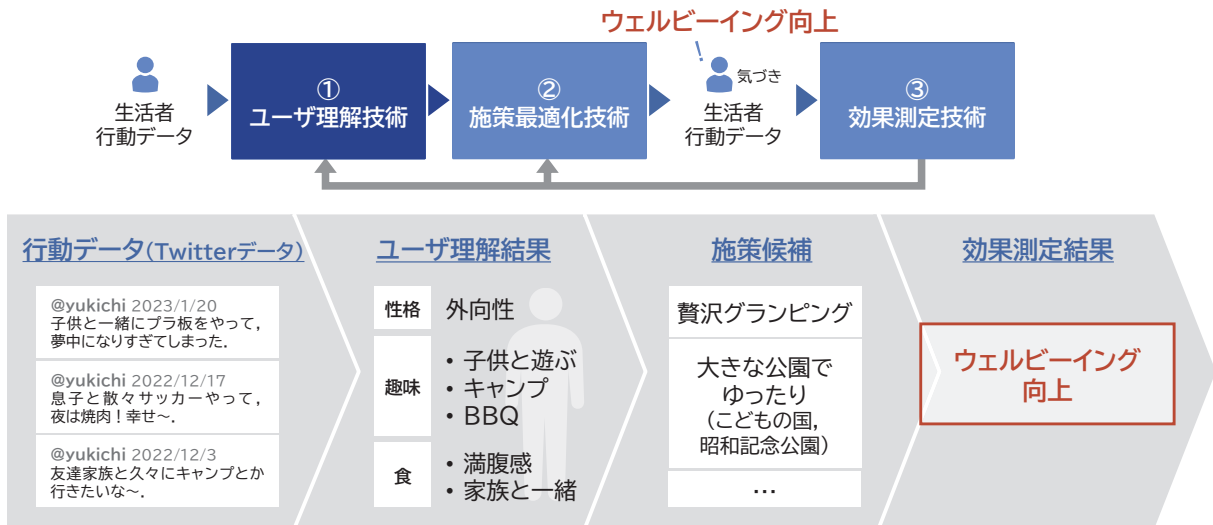 ウェルビーイング向上
!
気づき
生活者
行動データ
①
ユーザ理解技術
②
施策最適化技術
生活者
行動データ
③
効果測定技術
行動データ(Twitterデータ)
@yukichi 2023/1/20
子供と一緒にプラ板をやって，
夢中になりすぎてしまった．
@yukichi 2022/12/17
息子と散々サッカーやって，
夜は焼肉！幸せ～．
@yukichi 2022/12/3
友達家族と久々にキャンプとか
行きたいな～．
ユーザ理解結果
性格
外向性
趣味
・子供と遊ぶ
・キャンプ
・BBQ
食
・満腹感
・家族と一緒
施策候補
贅沢グランピング
大きな公園で
ゆったり
(こどもの国，
昭和記念公園)
…
効果測定結果
ウェルビーイング
向上